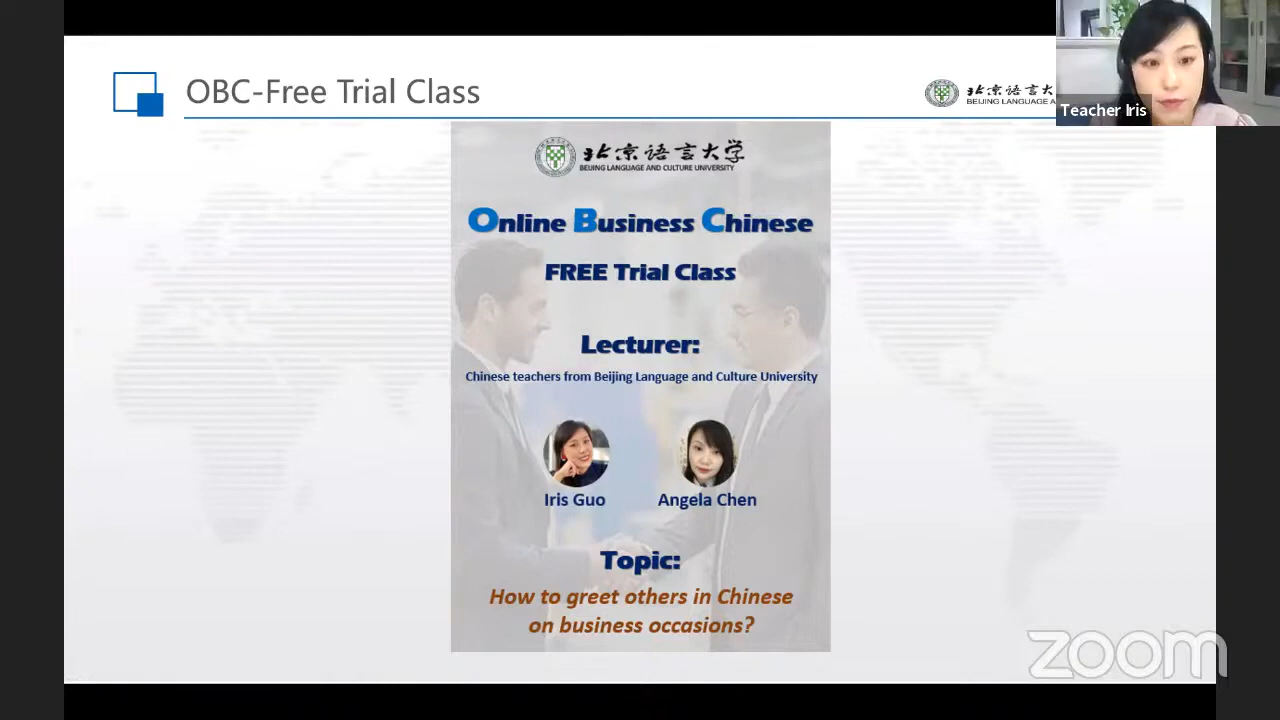 OBC-Free Trial Class
北京语言大
BEIJING LANGUAGE A
Teacher Iris
北京语言大学
BEIJING LANGUAGE AND CULTURE UNIVERSITY
Online Business Chinese
FREE Trial Class
Lecturer:
Chinese teachers from Beijing Language and Culture University
Iris Guo
Angela Chen
Topic:
How to greet others in Chinese
on business occasions?
zoom